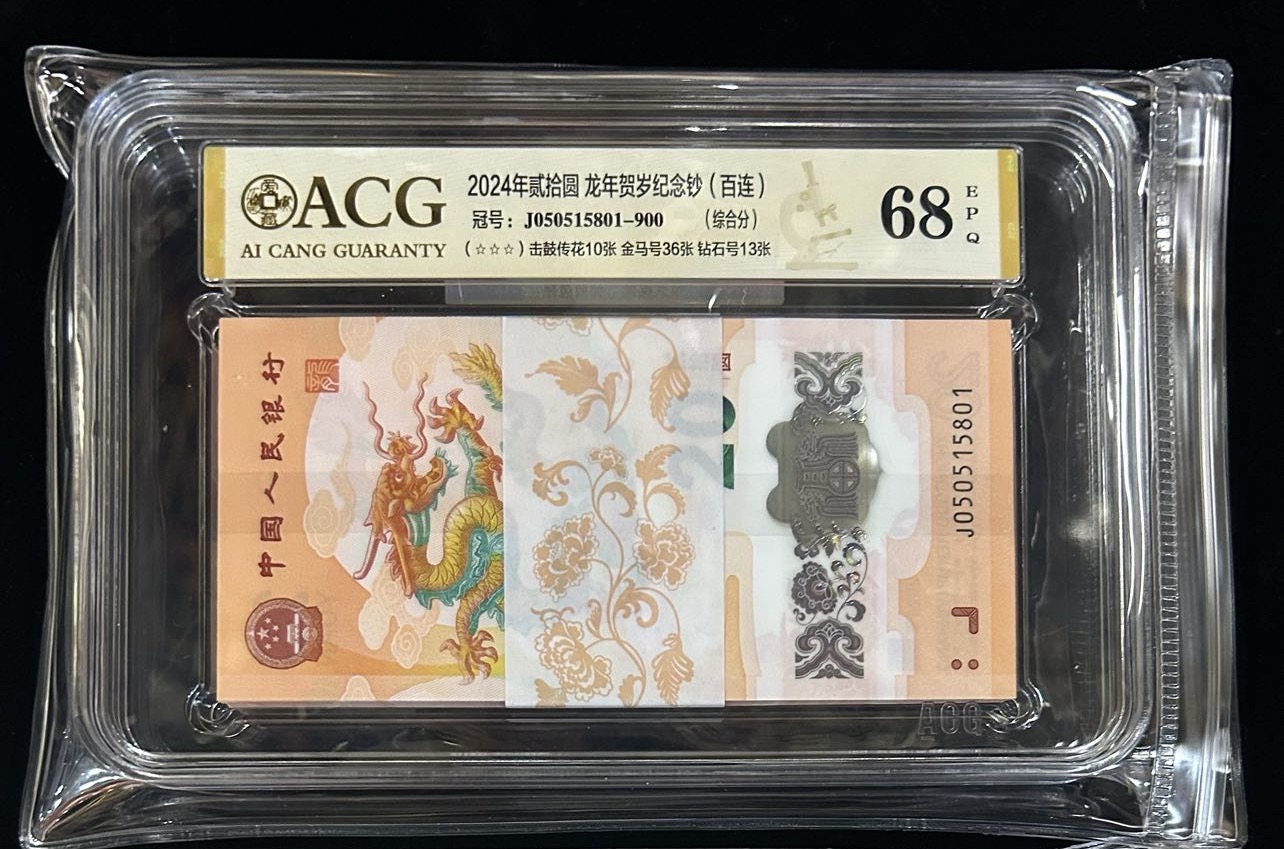 ACG
AI CANG GUARANTY
2024年贰拾圆 龙年贺岁纪念钞(百连)
冠号:J050515801-900 (综合分)
(☆☆☆)击鼓传花10张 金马号36张 钻石号13张
68
EPQ
中国人民银行
J050515801
ACG